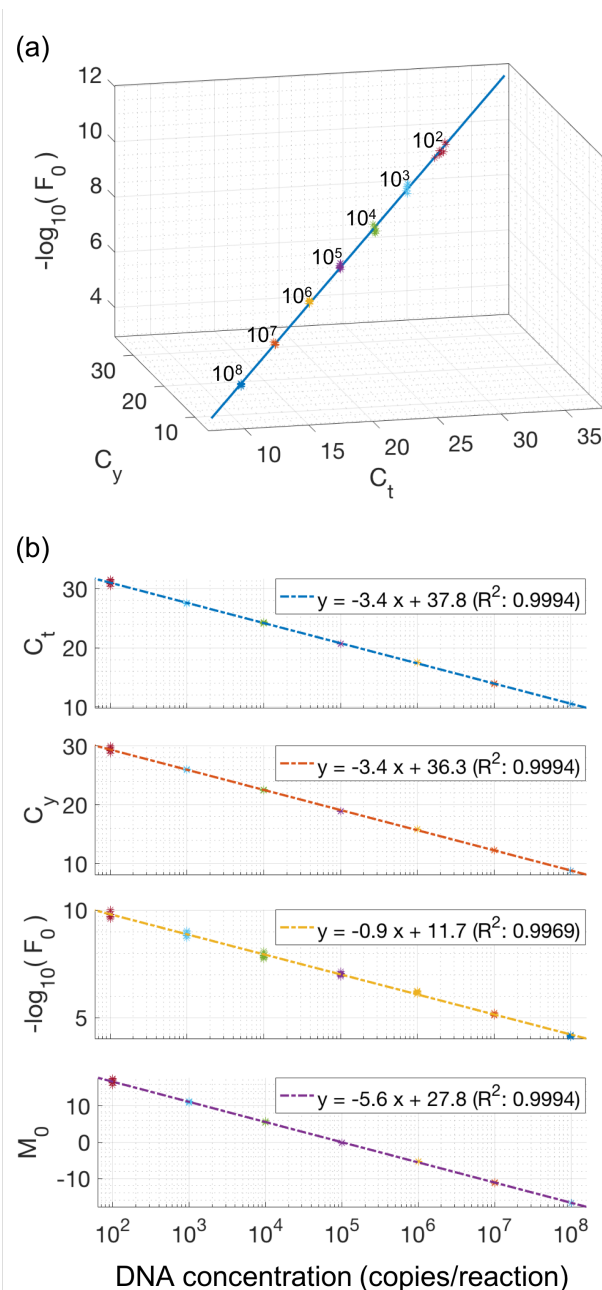 (a)
12
10
8
6
4
-log₁₀( F₀ )
10²
10³
10⁴
10⁵
10⁶
10⁷
10⁸
30
20
10
C_y
10
15
20
25
30
35
C_t
(b)
30
20
10
C_t
y = -3.4 x + 37.8 (R²: 0.9994)
30
20
10
C_y
y = -3.4 x + 36.3 (R²: 0.9994)
10
5
-log₁₀( F₀ )
y = -0.9 x + 11.7 (R²: 0.9969)
10
0
-10
M₀
y = -5.6 x + 27.8 (R²: 0.9994)
10² 10³ 10⁴ 10⁵ 10⁶ 10⁷ 10⁸
DNA concentration (copies/reaction)